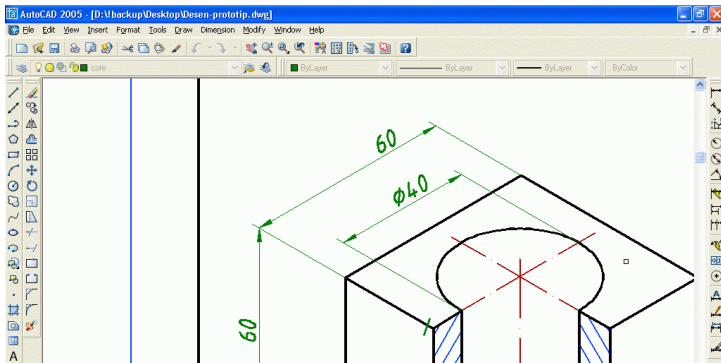 AutoCAD 2005 - [D:\!backup\Desktop\Desen-prototip.dwg]
File Edit View Insert Format Tools Draw Dimension Modify Window Help
cote ByLayer ByLayer ByLayer ByColor
60
ø40
60
A
A